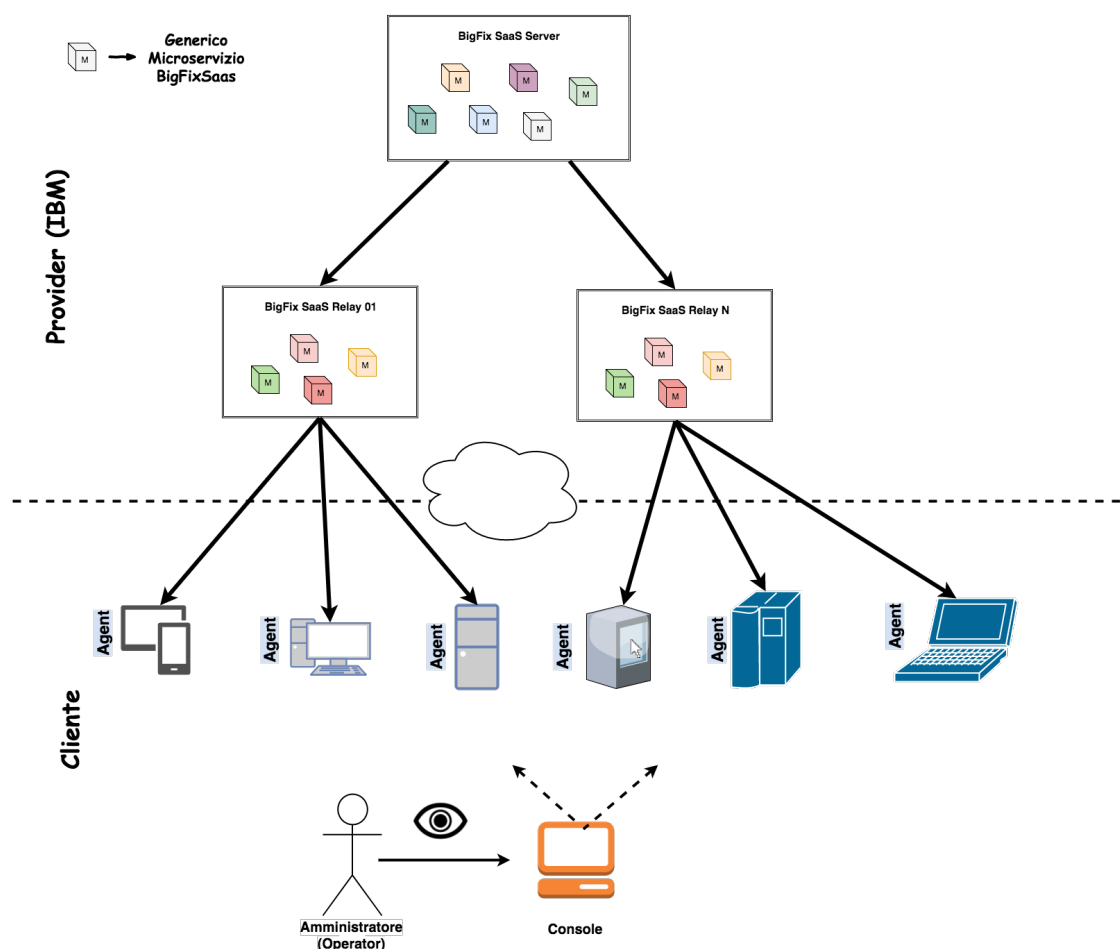 BigFix SaaS Server
Generico
Microservizio
BigFixSaas
M
M
M
M
M
M
M
Provider (IBM)
BigFix SaaS Relay 01
M
M
M
M
BigFix SaaS Relay N
M
M
M
M
Agent
Agent
Agent
Agent
Agent
Agent
Cliente
Amministratore
(Operator)
Console